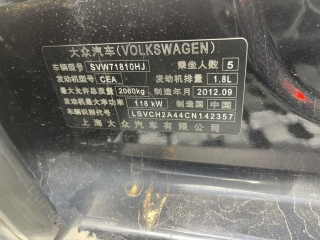 大众汽车(VOLKSWAGEN)
车辆型号 SVW71810HJ 乘坐人数 5
发动机型号 CEA 发动机排量 1.8L
最大允许总质量 2060kg 制造年月 2012.09
发动机最大净功率 118 kW 制造国 中国
车辆识别代号 LSVCH2A44CN142357
上海大众汽车有限公司